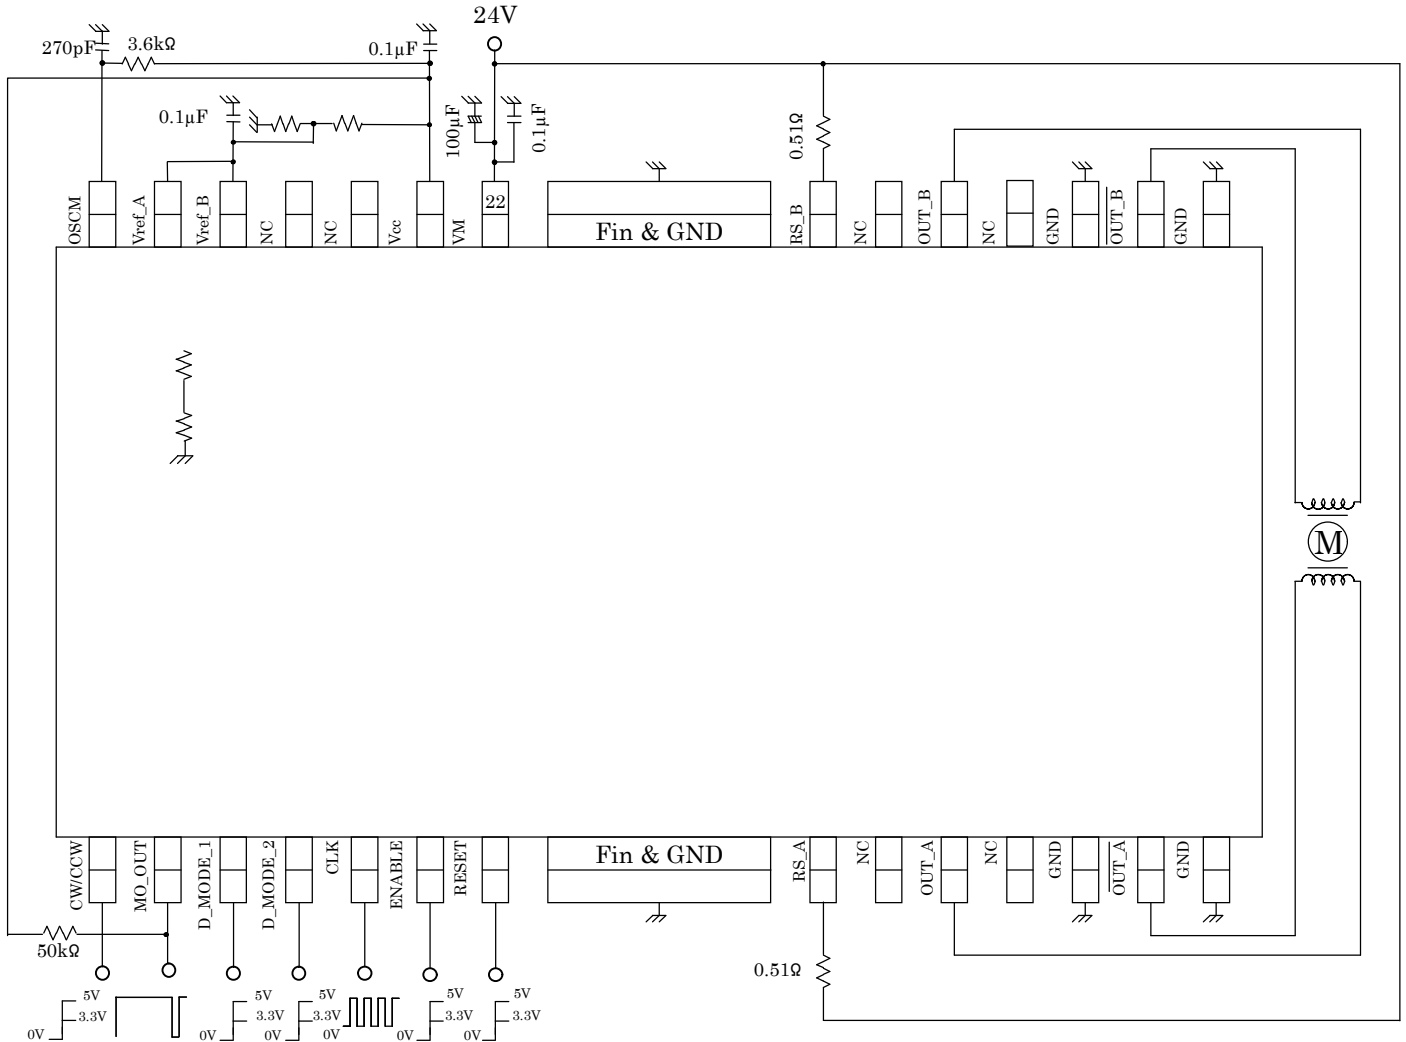 24V
270pF
3.6kΩ
0.1μF
0.1μF
100μF
0.1μF
0.51Ω
OSCM
Vref_A
Vref_B
NC
NC
Vcc
VM
22
Fin & GND
RS_B
NC
OUT_B
NC
GND
OUT_B
GND
M
CW/CCW
MO_OUT
D_MODE_1
D_MODE_2
CLK
ENABLE
RESET
Fin & GND
RS_A
NC
OUT_A
NC
GND
OUT_A
GND
50kΩ
0.51Ω
5V
5V
5V
5V
5V
3.3V
3.3V
3.3V
3.3V
3.3V
0V
0V
0V
0V
0V
0V